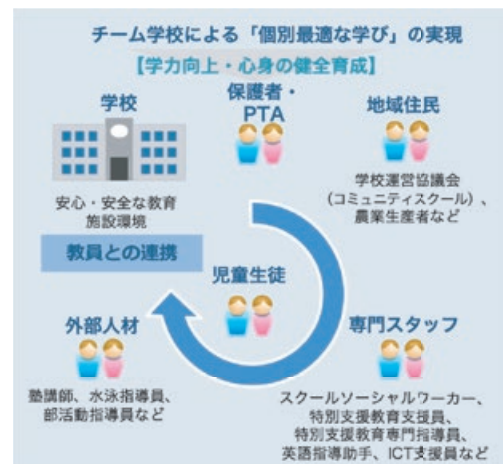 チーム学校による「個別最適な学び」の実現
【学力向上・心身の健全育成】
学校
安心・安全な教育
施設環境
教員との連携
保護者・
PTA
地域住民
学校運営協議会
（コミュニティスクール）、
農業生産者など
児童生徒
外部人材
塾講師、水泳指導員、
部活動指導員など
専門スタッフ
スクールソーシャルワーカー、
特別支援教育支援員、
特別支援教育専門指導員、
英語指導助手、ICT支援員など